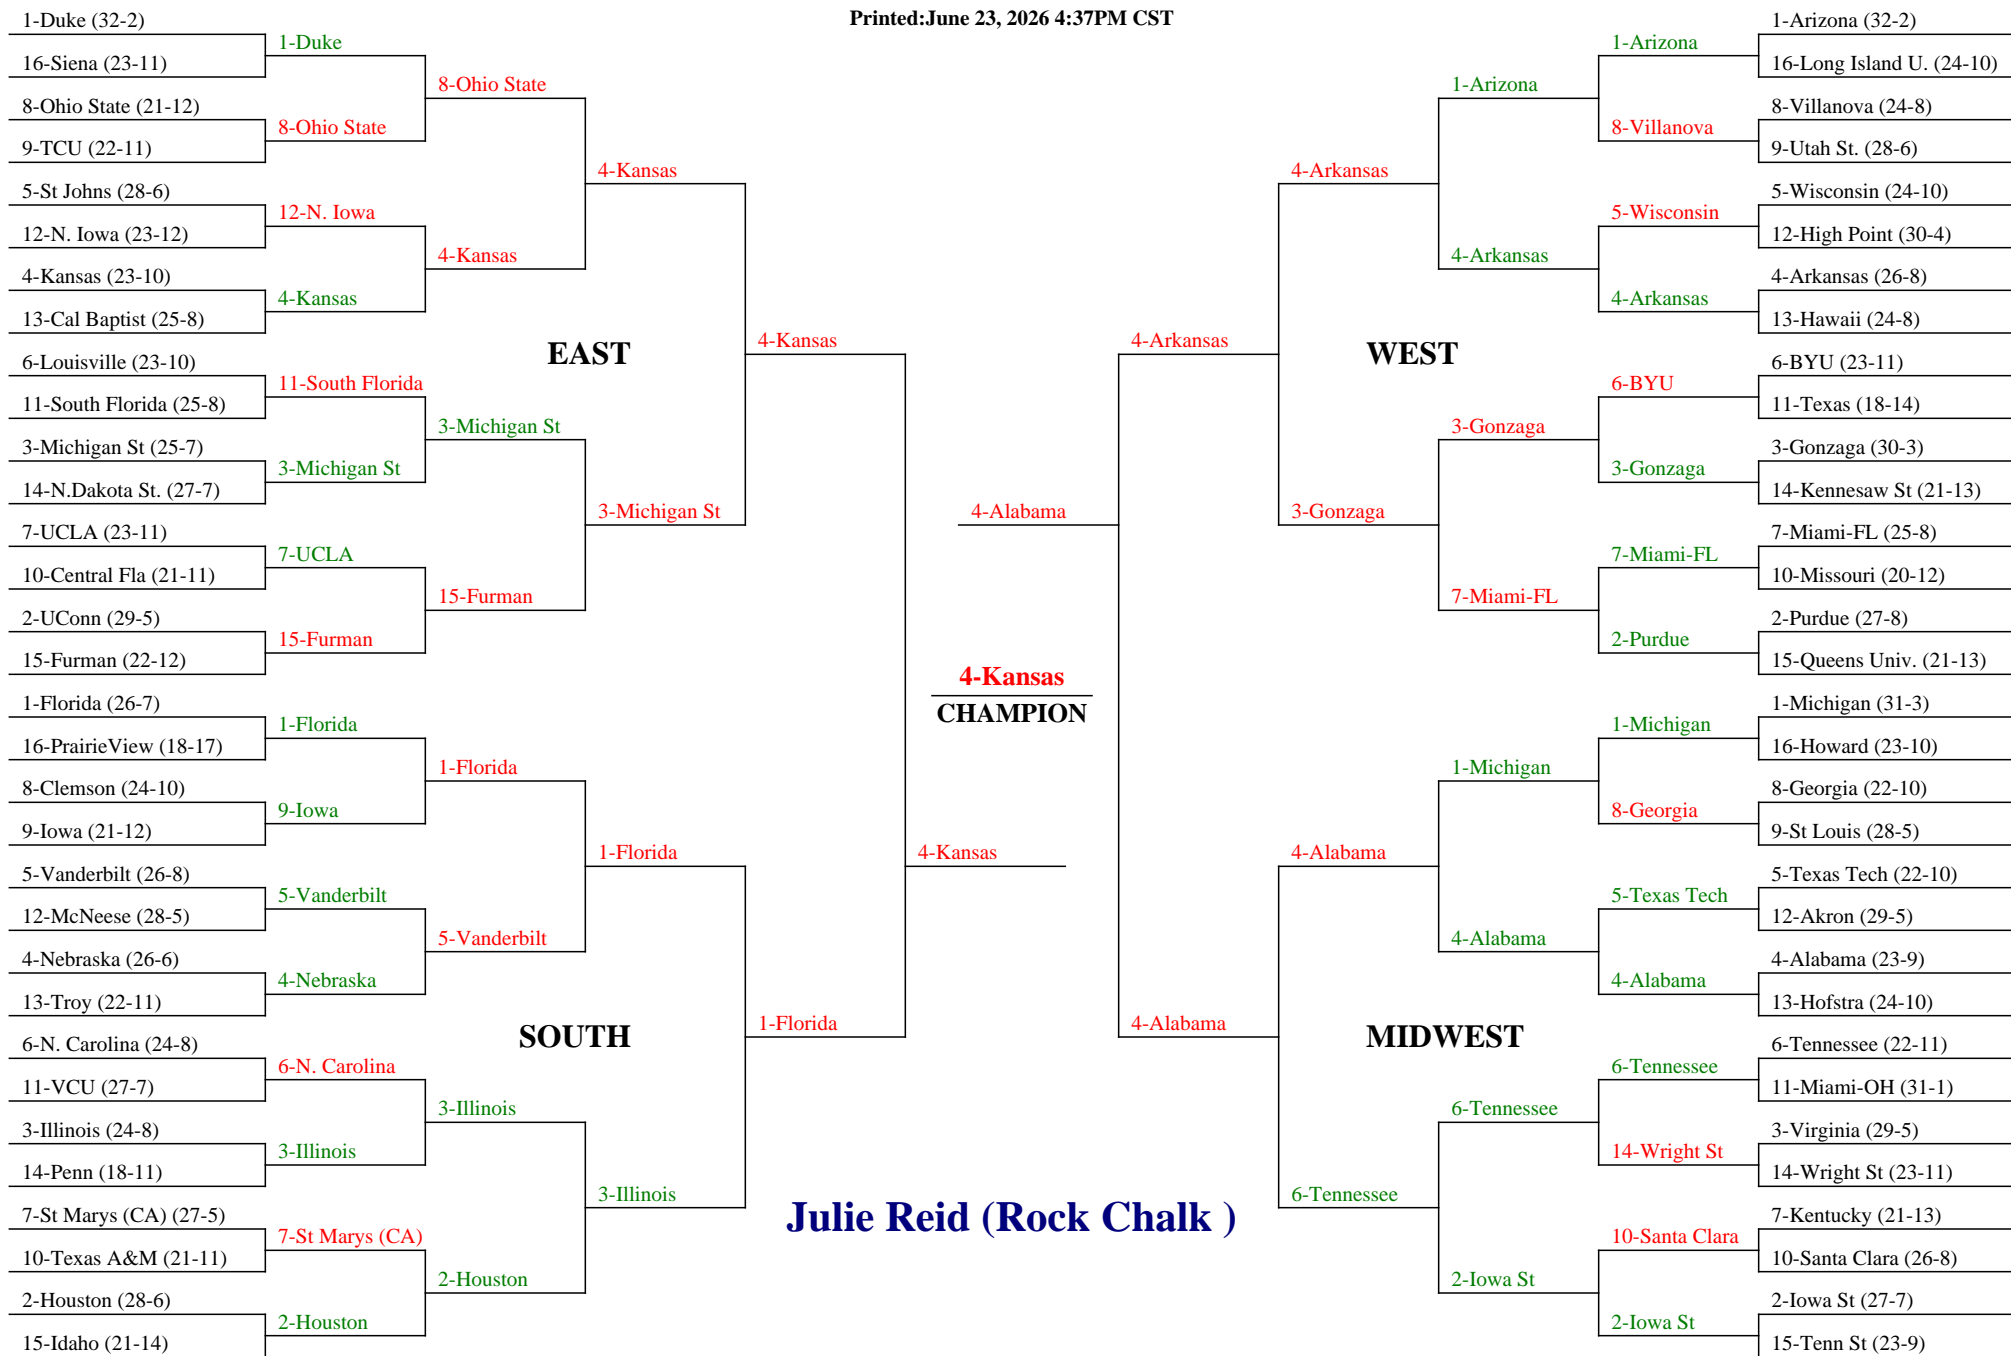 Printed:June 23, 2026 4:37PM CST
1-Duke (32-2)
16-Siena (23-11)
8-Ohio State (21-12)
9-TCU (22-11)
5-St Johns (28-6)
12-N. Iowa (23-12)
4-Kansas (23-10)
13-Cal Baptist (25-8)
6-Louisville (23-10)
11-South Florida (25-8)
3-Michigan St (25-7)
14-N.Dakota St. (27-7)
7-UCLA (23-11)
10-Central Fla (21-11)
2-UConn (29-5)
15-Furman (22-12)
1-Florida (26-7)
16-PrairieView (18-17)
8-Clemson (24-10)
9-Iowa (21-12)
5-Vanderbilt (26-8)
12-McNeese (28-5)
4-Nebraska (26-6)
13-Troy (22-11)
6-N. Carolina (24-8)
11-VCU (27-7)
3-Illinois (24-8)
14-Penn (18-11)
7-St Marys (CA) (27-5)
10-Texas A&M (21-11)
2-Houston (28-6)
15-Idaho (21-14)
1-Duke
8-Ohio State
12-N. Iowa
4-Kansas
11-South Florida
3-Michigan St
7-UCLA
15-Furman
1-Florida
9-Iowa
5-Vanderbilt
4-Nebraska
6-N. Carolina
3-Illinois
7-St Marys (CA)
2-Houston
8-Ohio State
4-Kansas
3-Michigan St
15-Furman
1-Florida
5-Vanderbilt
3-Illinois
2-Houston
4-Kansas
3-Michigan St
1-Florida
3-Illinois
EAST
SOUTH
4-Kansas
1-Florida
4-Kansas
4-Kansas
CHAMPION
4-Alabama
Julie Reid (Rock Chalk )
4-Arkansas
4-Alabama
WEST
MIDWEST
4-Arkansas
3-Gonzaga
4-Alabama
6-Tennessee
1-Arizona
4-Arkansas
3-Gonzaga
7-Miami-FL
1-Michigan
4-Alabama
6-Tennessee
2-Iowa St
1-Arizona
8-Villanova
5-Wisconsin
4-Arkansas
6-BYU
3-Gonzaga
7-Miami-FL
2-Purdue
1-Michigan
8-Georgia
5-Texas Tech
4-Alabama
6-Tennessee
14-Wright St
10-Santa Clara
2-Iowa St
1-Arizona (32-2)
16-Long Island U. (24-10)
8-Villanova (24-8)
9-Utah St. (28-6)
5-Wisconsin (24-10)
12-High Point (30-4)
4-Arkansas (26-8)
13-Hawaii (24-8)
6-BYU (23-11)
11-Texas (18-14)
3-Gonzaga (30-3)
14-Kennesaw St (21-13)
7-Miami-FL (25-8)
10-Missouri (20-12)
2-Purdue (27-8)
15-Queens Univ. (21-13)
1-Michigan (31-3)
16-Howard (23-10)
8-Georgia (22-10)
9-St Louis (28-5)
5-Texas Tech (22-10)
12-Akron (29-5)
4-Alabama (23-9)
13-Hofstra (24-10)
6-Tennessee (22-11)
11-Miami-OH (31-1)
3-Virginia (29-5)
14-Wright St (23-11)
7-Kentucky (21-13)
10-Santa Clara (26-8)
2-Iowa St (27-7)
15-Tenn St (23-9)